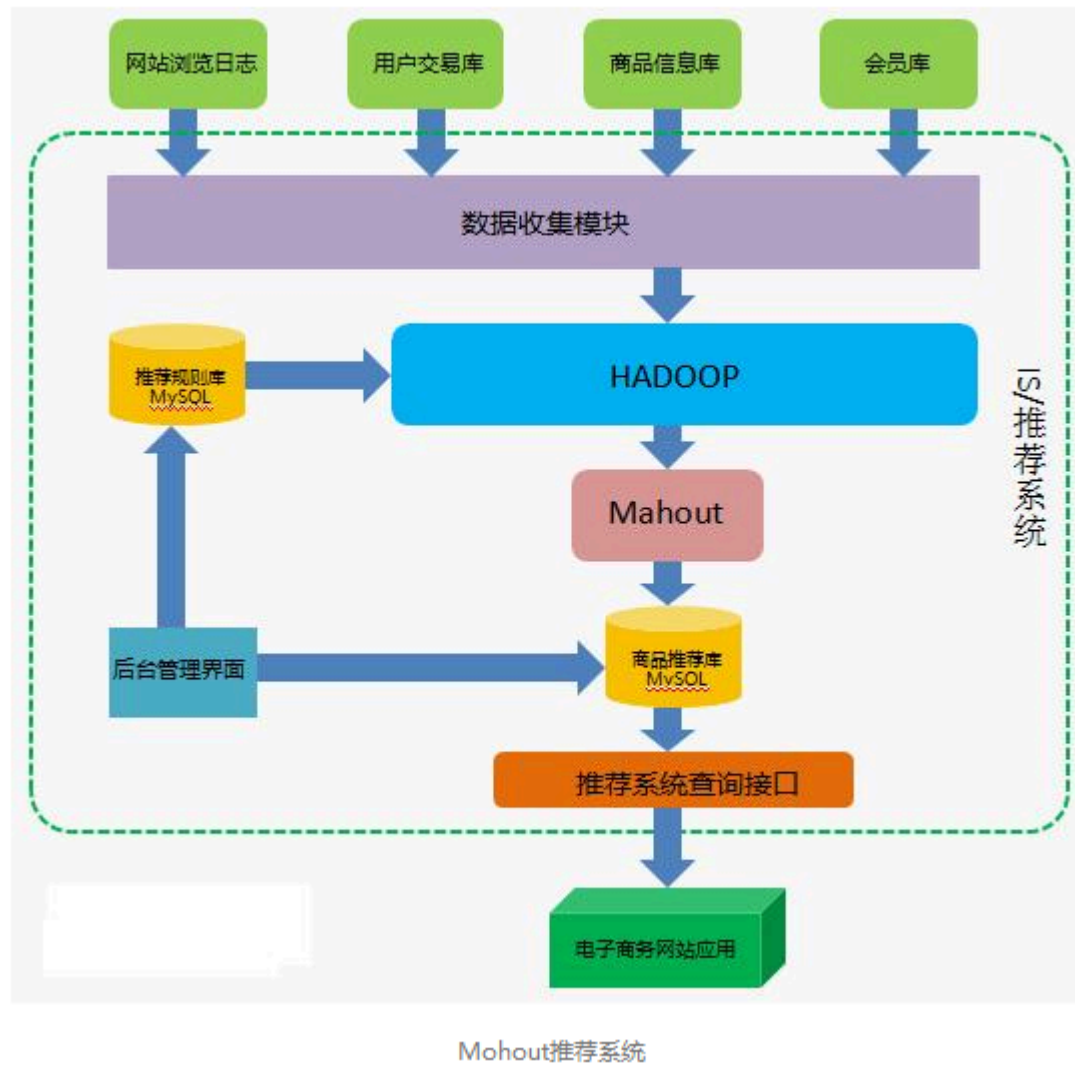 网站浏览日志
用户交易库
商品信息库
会员库
数据收集模块
推荐规则库
MySQL
HADOOP
IS/推荐系统
Mahout
后台管理界面
商品推荐库
MySQL
推荐系统查询接口
电子商务网站应用
Mohout推荐系统